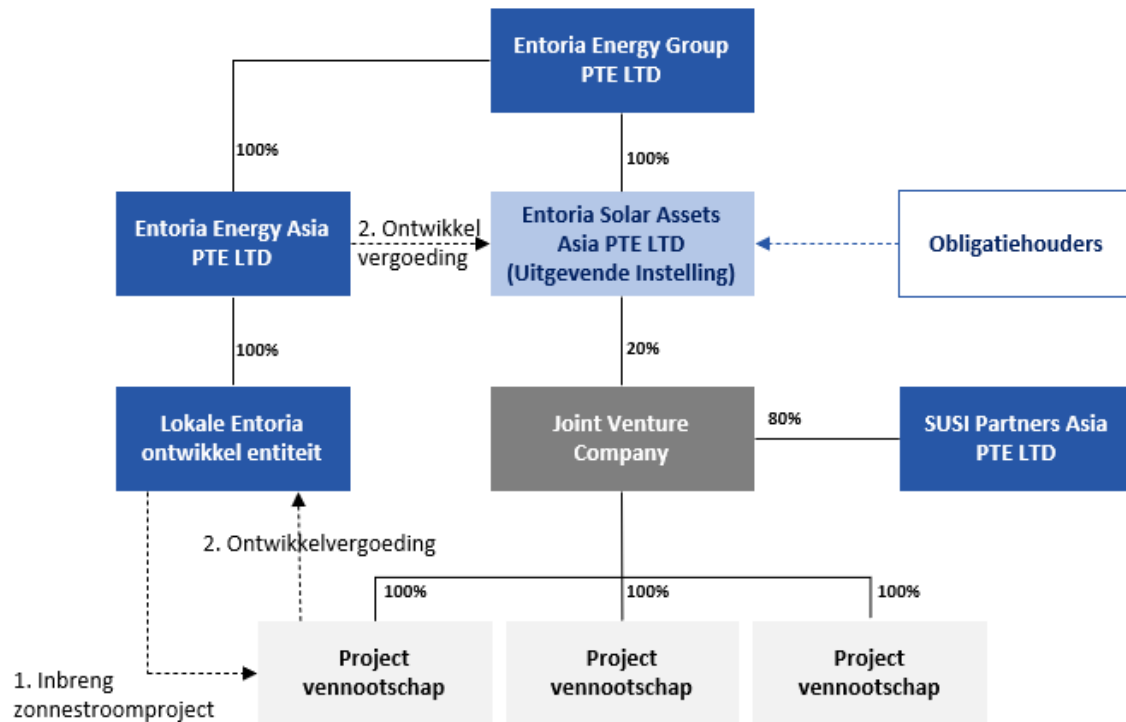 Entoria Energy Group
PTE LTD
100%
100%
Entoria Energy Asia
PTE LTD
2. Ontwikkel
vergoeding
Entoria Solar Assets
Asia PTE LTD
(Uitgevende Instelling)
Obligatiehouders
100%
20%
Lokale Entoria
ontwikkel entiteit
Joint Venture
Company
80%
SUSI Partners Asia
PTE LTD
2. Ontwikkelvergoeding
100%
100%
100%
Project
vennootschap
Project
vennootschap
Project
vennootschap
1. Inbreng
zonnestroomproject